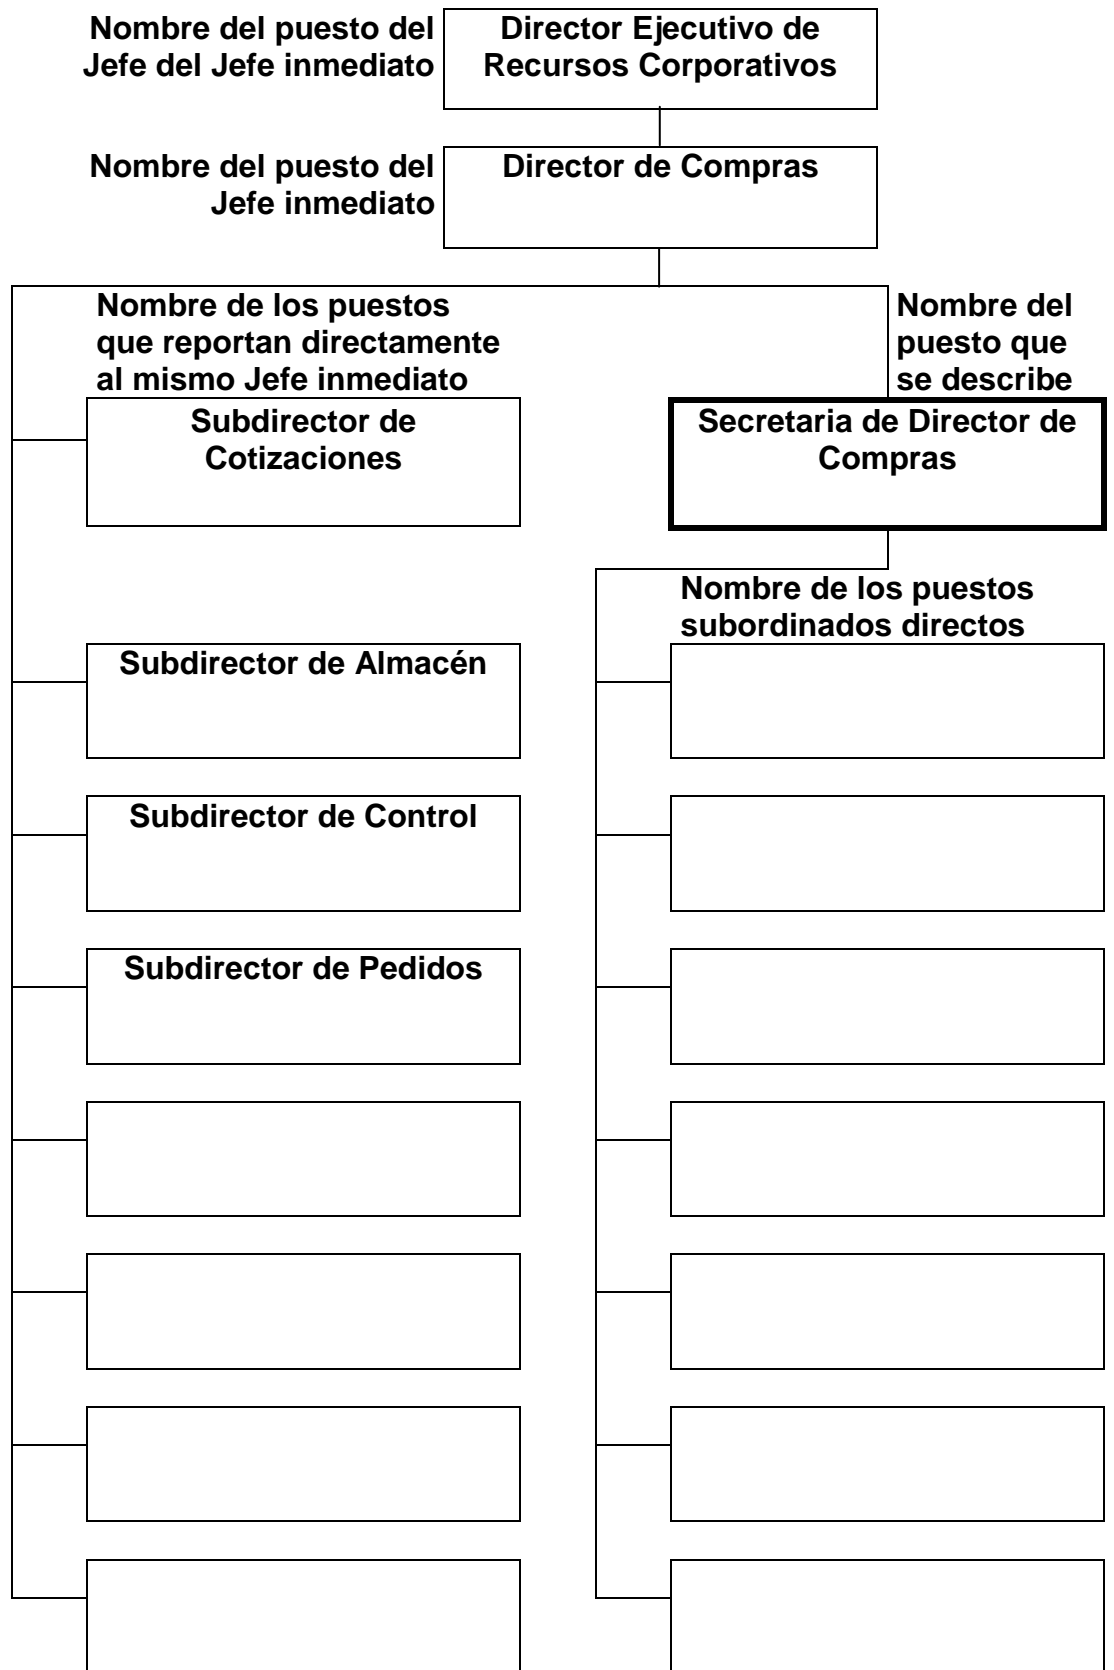 Nombre del puesto del
Jefe del Jefe inmediato
Director Ejecutivo de
Recursos Corporativos
Nombre del puesto del
Jefe inmediato
Director de Compras
Nombre de los puestos
que reportan directamente
al mismo Jefe inmediato
Nombre del
puesto que
se describe
Subdirector de
Cotizaciones
Secretaria de Director de
Compras
Nombre de los puestos
subordinados directos
Subdirector de Almacén
Subdirector de Control
Subdirector de Pedidos